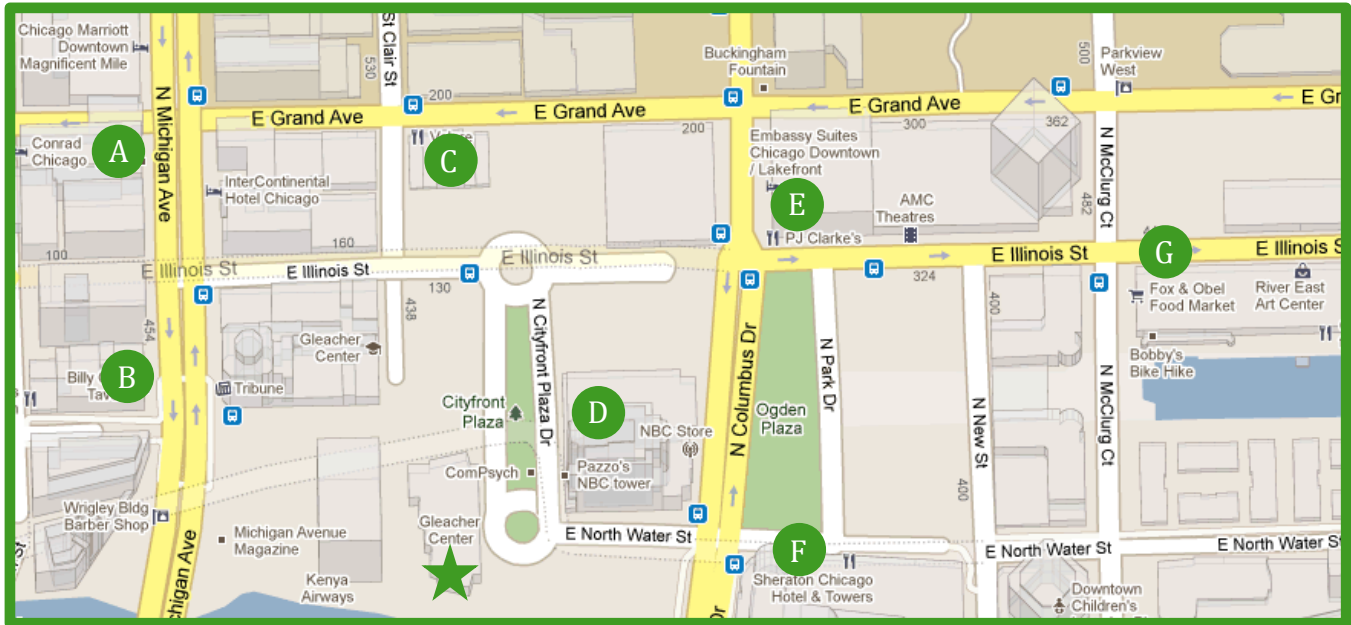 Chicago Marriott
Downtown
Magnificent Mile
N Michigan Ave
St Clair St
530
200
E Grand Ave
E Grand Ave
E Grand Ave
E Gr
Buckingham
Fountain
500
Parkview
West
Conrad
Chicago
A
InterContinental
Hotel Chicago
C
200
Embassy Suites
Chicago Downtown
/ Lakefront
E
300
362
AMC
Theatres
482
N McClurg Ct
PJ Clarke's
100
160
E Illinois St
E Illinois St
E Illinois St
E Illinois St
G
E Illinois St
130
438
454
324
400
Fox & Obel
Food Market
River East
Art Center
Bobby's
Bike Hike
Gleacher
Center
N Cityfront Plaza Dr
N Columbus Dr
N Park Dr
N New St
N McClurg Ct
Billy
B
Tribune
Cityfront
Plaza
D
NBC Store
Ogden
Plaza
ComPsych
Pazzo's
NBC tower
400
Wrigley Bldg
Barber Shop
Michigan Avenue
Magazine
Gleacher
Center
Kenya
Airways
E North Water St
F
E North Water St
E North Water St
Sheraton Chicago
Hotel & Towers
Downtown
Children's
chigan Ave
Dr